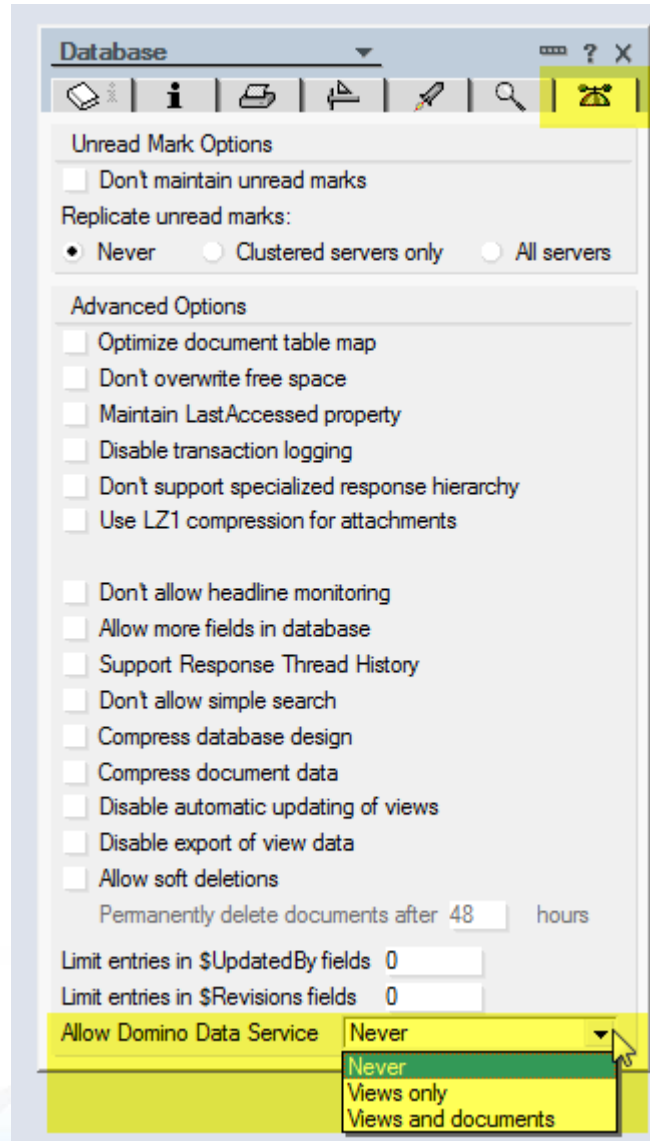 Database ? X
i
Unread Mark Options
Don't maintain unread marks
Replicate unread marks:
Never Clustered servers only All servers
Advanced Options
Optimize document table map
Don't overwrite free space
Maintain LastAccessed property
Disable transaction logging
Don't support specialized response hierarchy
Use LZ1 compression for attachments
Don't allow headline monitoring
Allow more fields in database
Support Response Thread History
Don't allow simple search
Compress database design
Compress document data
Disable automatic updating of views
Disable export of view data
Allow soft deletions
Permanently delete documents after 48 hours
Limit entries in $UpdatedBy fields 0
Limit entries in $Revisions fields 0
Allow Domino Data Service Never
Never
Views only
Views and documents